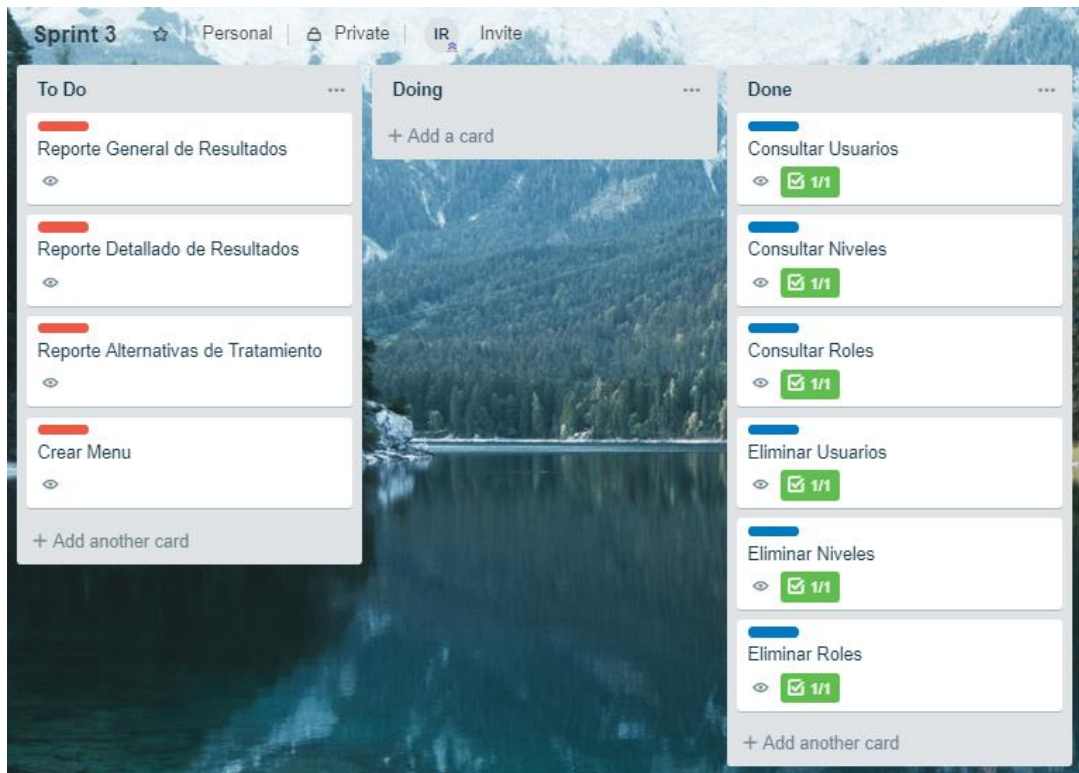 Sprint 3 Personal Private IR Invite
To Do
Reporte General de Resultados
Reporte Detallado de Resultados
Reporte Alternativas de Tratamiento
Crear Menu
+ Add another card
Doing
+ Add a card
Done
Consultar Usuarios
1/1
Consultar Niveles
1/1
Consultar Roles
1/1
Eliminar Usuarios
1/1
Eliminar Niveles
1/1
Eliminar Roles
1/1
+ Add another card